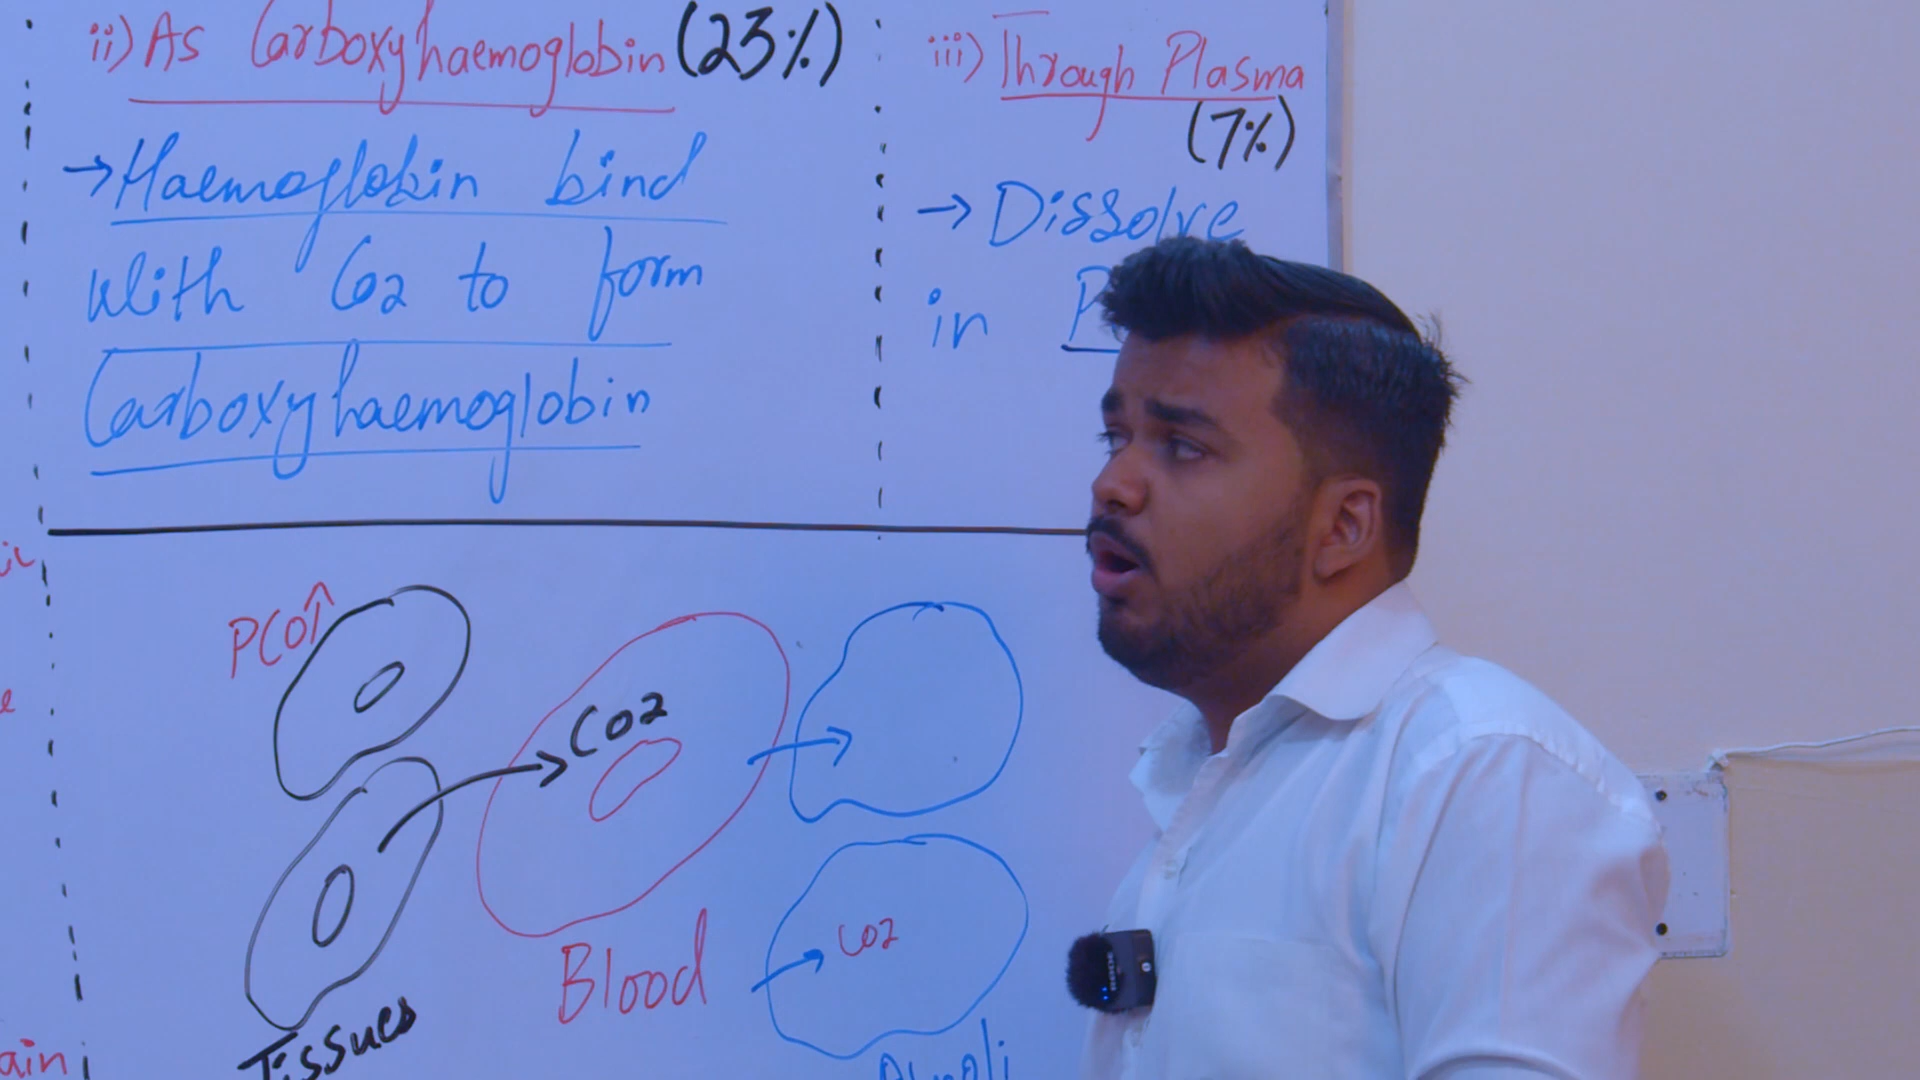 ii) As Carboxyhaemoglobin (23%)
→Haemoglobin bind
with Co2 to form
Carboxyhaemoglobin
iii) Through Plasma
(7%)
→ Dissolve
in
PCO↑
Co2
Co2
Blood
Tissues
RODE